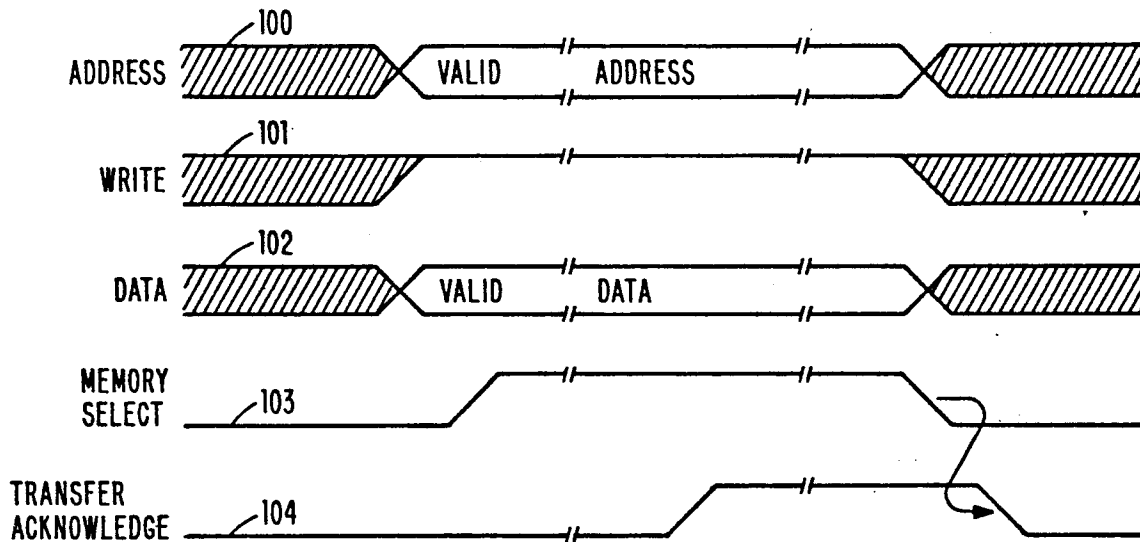 100
ADDRESS VALID ADDRESS
101
WRITE
102
DATA VALID DATA
MEMORY
SELECT 103
TRANSFER
ACKNOWLEDGE 104